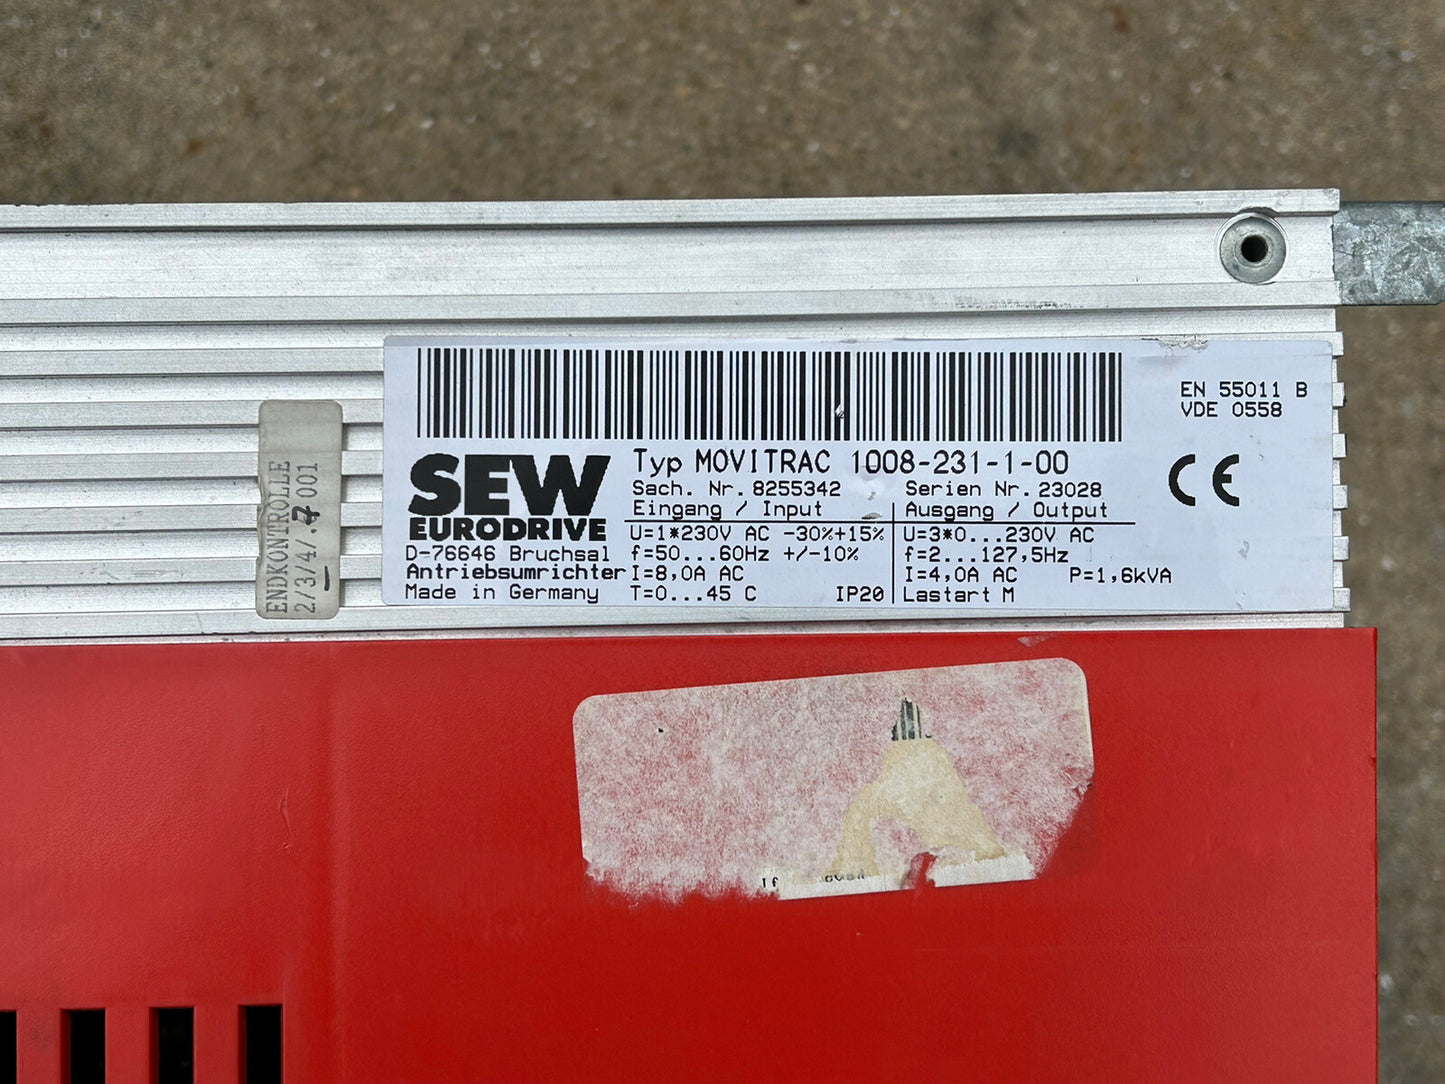 EN 55011 B
VDE 0558
SEW
EURODRIVE
D-76646 Bruchsal
Antriebsumrichter
Made in Germany
Typ MOVITRAC 1008-231-1-00
Sach. Nr. 8255342
Serien Nr. 23028
Eingang / Input
Ausgang / Output
U=1*230V AC -30%+15%
f=50...60Hz +/-10%
I=8,0A AC
T=0...45 C IP20
U=3*0...230V AC
f=2...127,5Hz
I=4,0A AC P=1,6kVA
Lastart M
CE
ENDKONTROLLE
2/3/4/.7 001
If